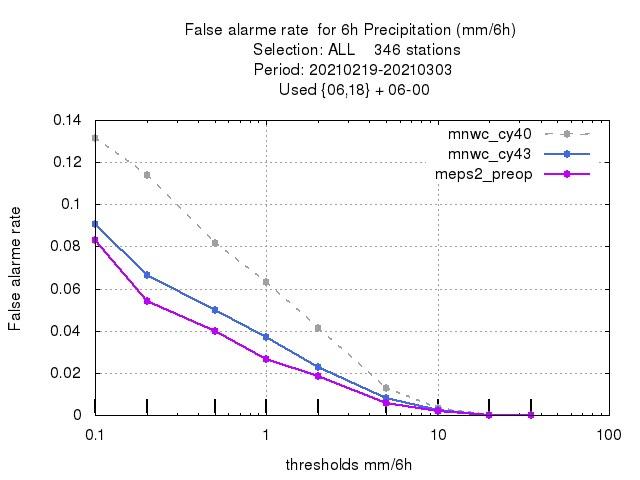 False alarme rate  for 6h Precipitation (mm/6h)
Selection: ALL    346 stations
Period: 20210219-20210303
Used {06,18} + 06-00
mnwc_cy40
mnwc_cy43
meps2_preop
False alarme rate
0.14
0.12
0.1
0.08
0.06
0.04
0.02
0
0.1 1 10 100
thresholds mm/6h